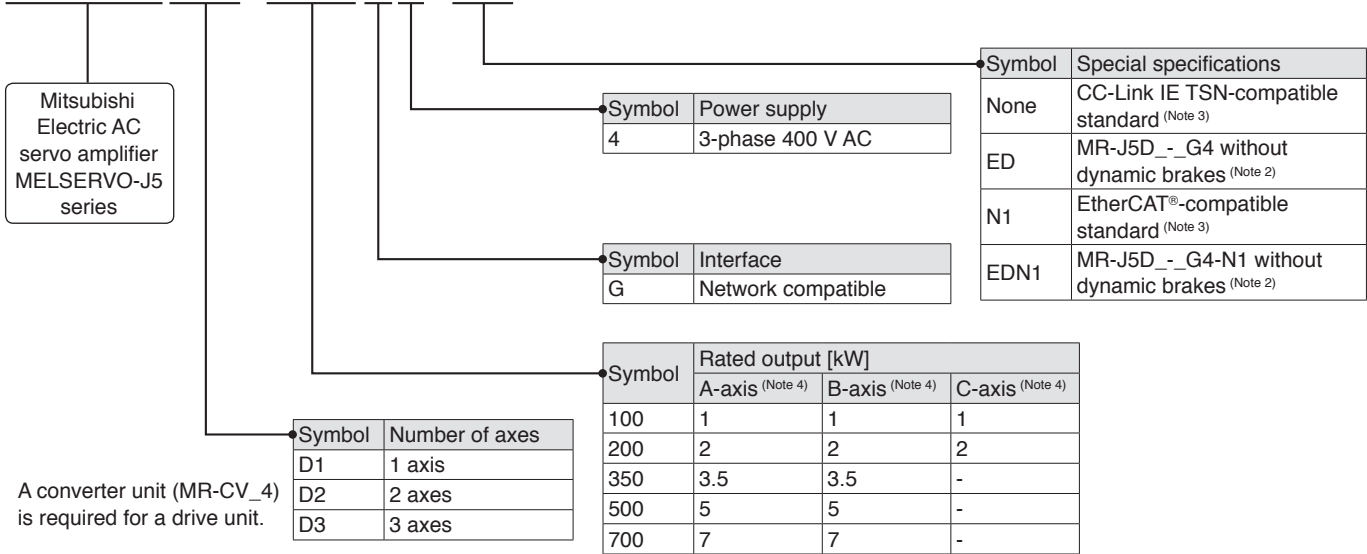 Mitsubishi
Electric AC
servo amplifier
MELSERVO-J5
series
Symbol Special specifications
None CC-Link IE TSN-compatible
standard (Note 3)
ED MR-J5D_-_G4 without
dynamic brakes (Note 2)
N1 EtherCAT®-compatible
standard (Note 3)
EDN1 MR-J5D_-_G4-N1 without
dynamic brakes (Note 2)
Symbol Power supply
4 3-phase 400 V AC
Symbol Interface
G Network compatible
Symbol Rated output [kW]
A-axis (Note 4) B-axis (Note 4) C-axis (Note 4)
100 1 1 1
200 2 2 2
350 3.5 3.5 -
500 5 5 -
700 7 7 -
Symbol Number of axes
D1 1 axis
D2 2 axes
D3 3 axes
A converter unit (MR-CV_4)
is required for a drive unit.